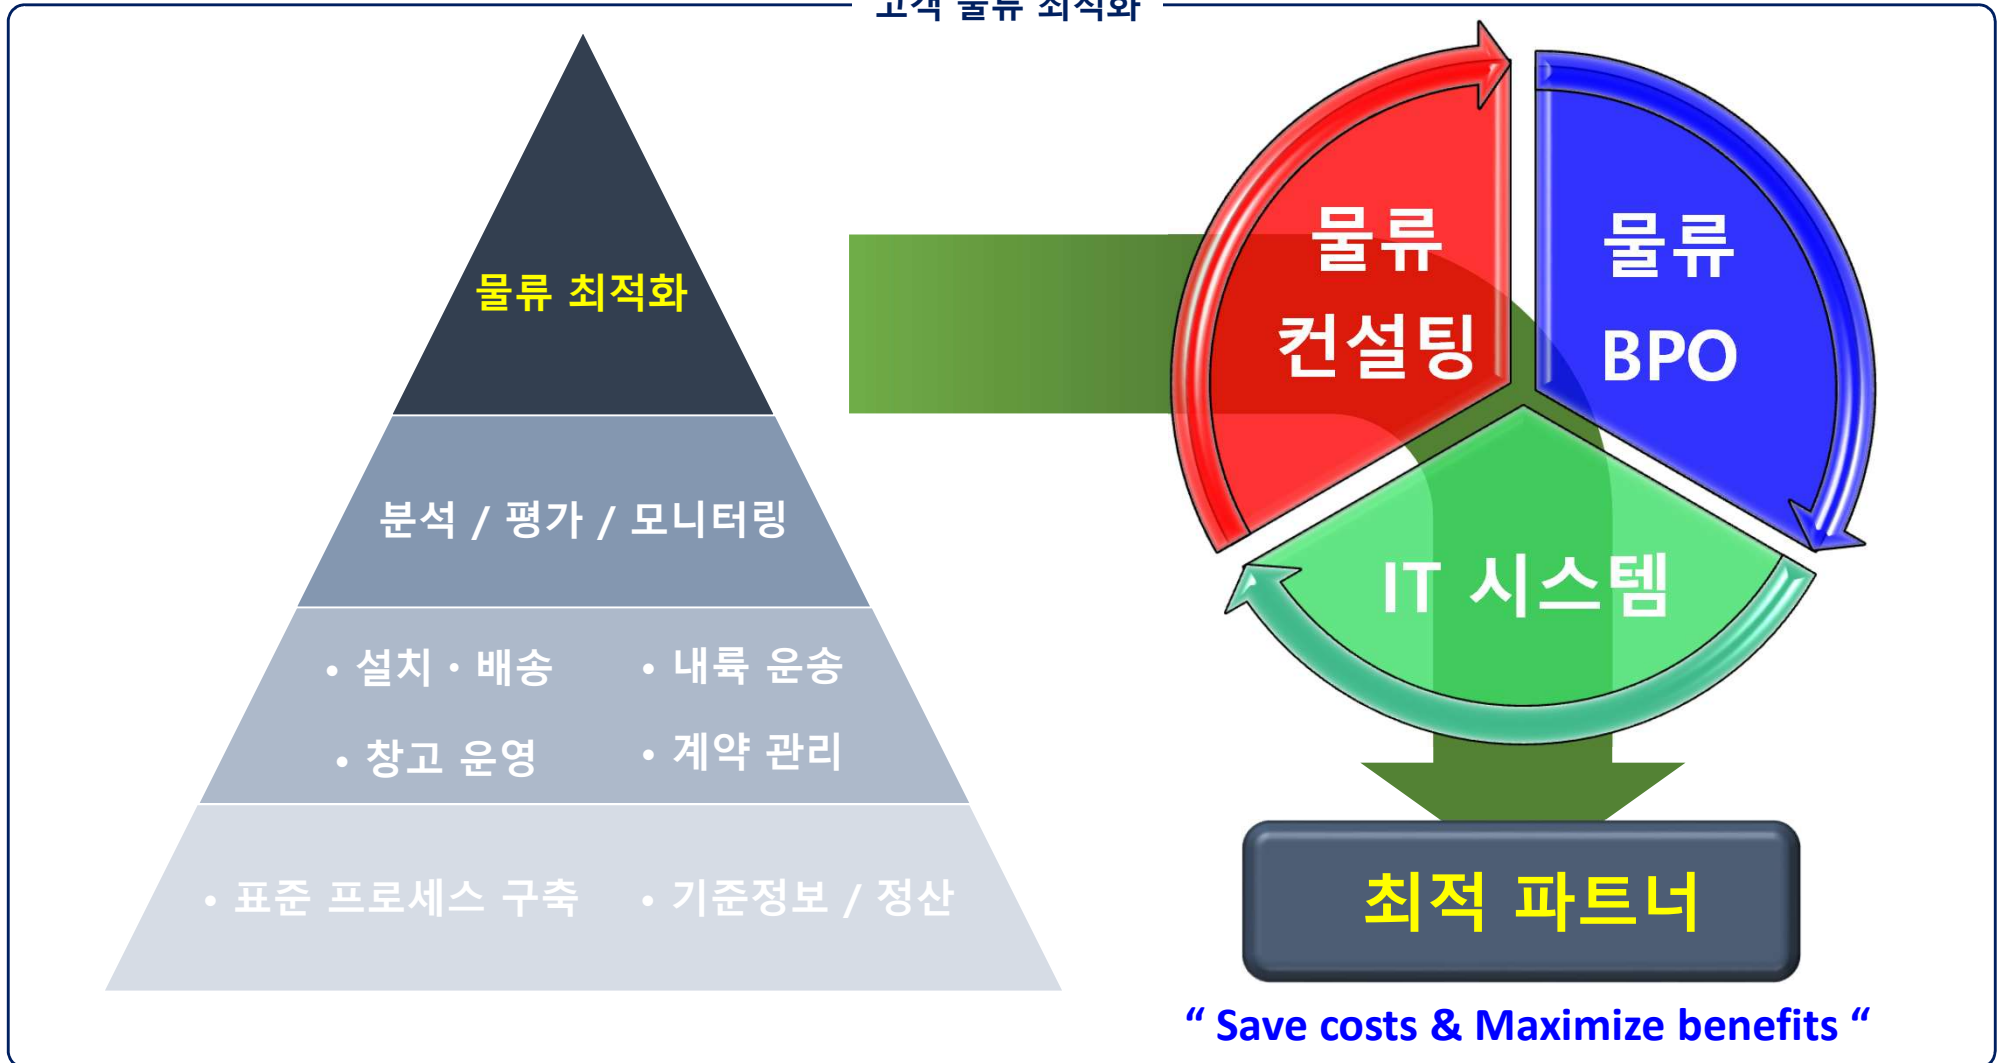 고객 물류 최적화
물류 최적화
분석 / 평가 / 모니터링
• 설치 • 배송 • 내륙 운송
• 창고 운영 • 계약 관리
• 표준 프로세스 구축 • 기준정보 / 정산
물류
컨설팅
물류
BPO
IT 시스템
최적 파트너
“ Save costs & Maximize benefits “